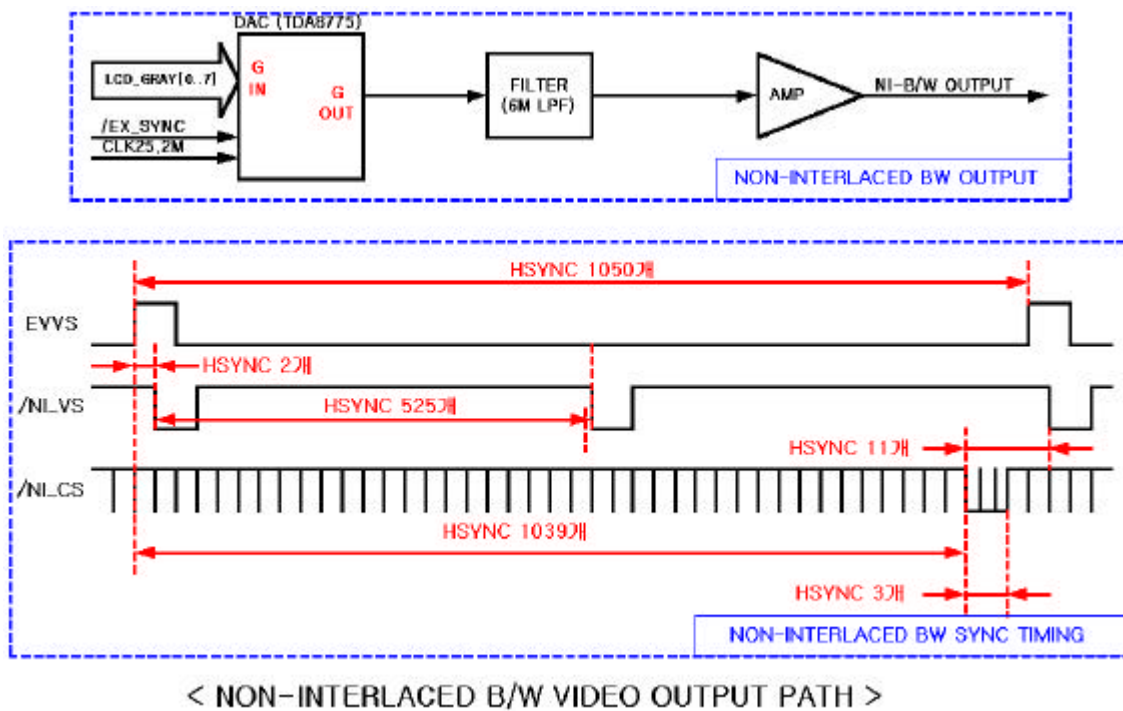 DAC (TDA8775)
LCD_GRAY[0..7]
G
IN
G
OUT
/EX_SYNC
CLK25,2M
FILTER
(6M LPF)
AMP
NI-B/W OUTPUT
NON-INTERLACED BW OUTPUT
HSYNC 1050개
EVVS
HSYNC 2개
/NI_VS
HSYNC 525개
HSYNC 11개
/NI_CS
HSYNC 1039개
HSYNC 3개
NON-INTERLACED BW SYNC TIMING
< NON-INTERLACED B/W VIDEO OUTPUT PATH >